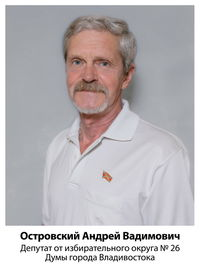 Островский Андрей Вадимович
Депутат от избирательного округа № 26
Думы города Владивостока